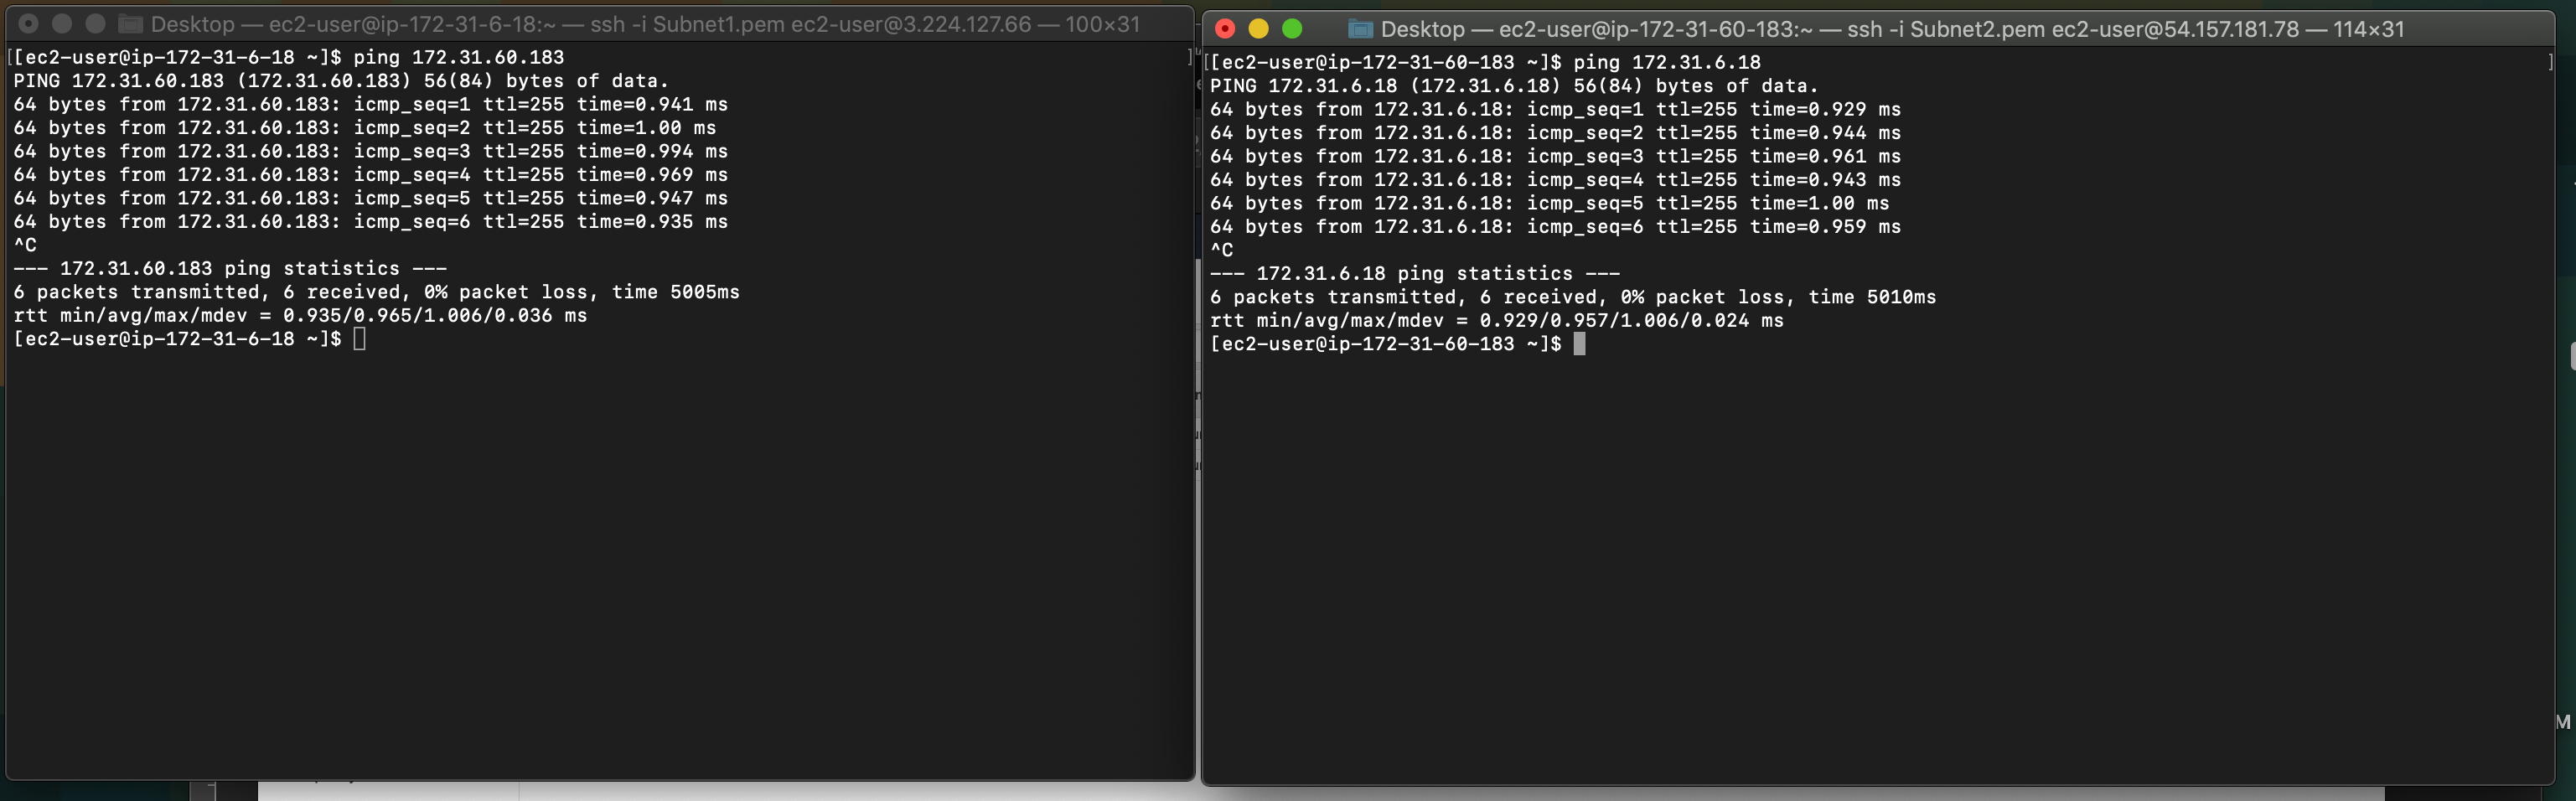 Desktop — ec2-user@ip-172-31-6-18:~ — ssh -i Subnet1.pem ec2-user@3.224.127.66 — 100×31
[[ec2-user@ip-172-31-6-18 ~]$ ping 172.31.60.183 ]
PING 172.31.60.183 (172.31.60.183) 56(84) bytes of data.
64 bytes from 172.31.60.183: icmp_seq=1 ttl=255 time=0.941 ms
64 bytes from 172.31.60.183: icmp_seq=2 ttl=255 time=1.00 ms
64 bytes from 172.31.60.183: icmp_seq=3 ttl=255 time=0.994 ms
64 bytes from 172.31.60.183: icmp_seq=4 ttl=255 time=0.969 ms
64 bytes from 172.31.60.183: icmp_seq=5 ttl=255 time=0.947 ms
64 bytes from 172.31.60.183: icmp_seq=6 ttl=255 time=0.935 ms
^C
--- 172.31.60.183 ping statistics ---
6 packets transmitted, 6 received, 0% packet loss, time 5005ms
rtt min/avg/max/mdev = 0.935/0.965/1.006/0.036 ms
[ec2-user@ip-172-31-6-18 ~]$
Desktop — ec2-user@ip-172-31-60-183:~ — ssh -i Subnet2.pem ec2-user@54.157.181.78 — 114×31
[[ec2-user@ip-172-31-60-183 ~]$ ping 172.31.6.18 ]
PING 172.31.6.18 (172.31.6.18) 56(84) bytes of data.
64 bytes from 172.31.6.18: icmp_seq=1 ttl=255 time=0.929 ms
64 bytes from 172.31.6.18: icmp_seq=2 ttl=255 time=0.944 ms
64 bytes from 172.31.6.18: icmp_seq=3 ttl=255 time=0.961 ms
64 bytes from 172.31.6.18: icmp_seq=4 ttl=255 time=0.943 ms
64 bytes from 172.31.6.18: icmp_seq=5 ttl=255 time=1.00 ms
64 bytes from 172.31.6.18: icmp_seq=6 ttl=255 time=0.959 ms
^C
--- 172.31.6.18 ping statistics ---
6 packets transmitted, 6 received, 0% packet loss, time 5010ms
rtt min/avg/max/mdev = 0.929/0.957/1.006/0.024 ms
[ec2-user@ip-172-31-60-183 ~]$